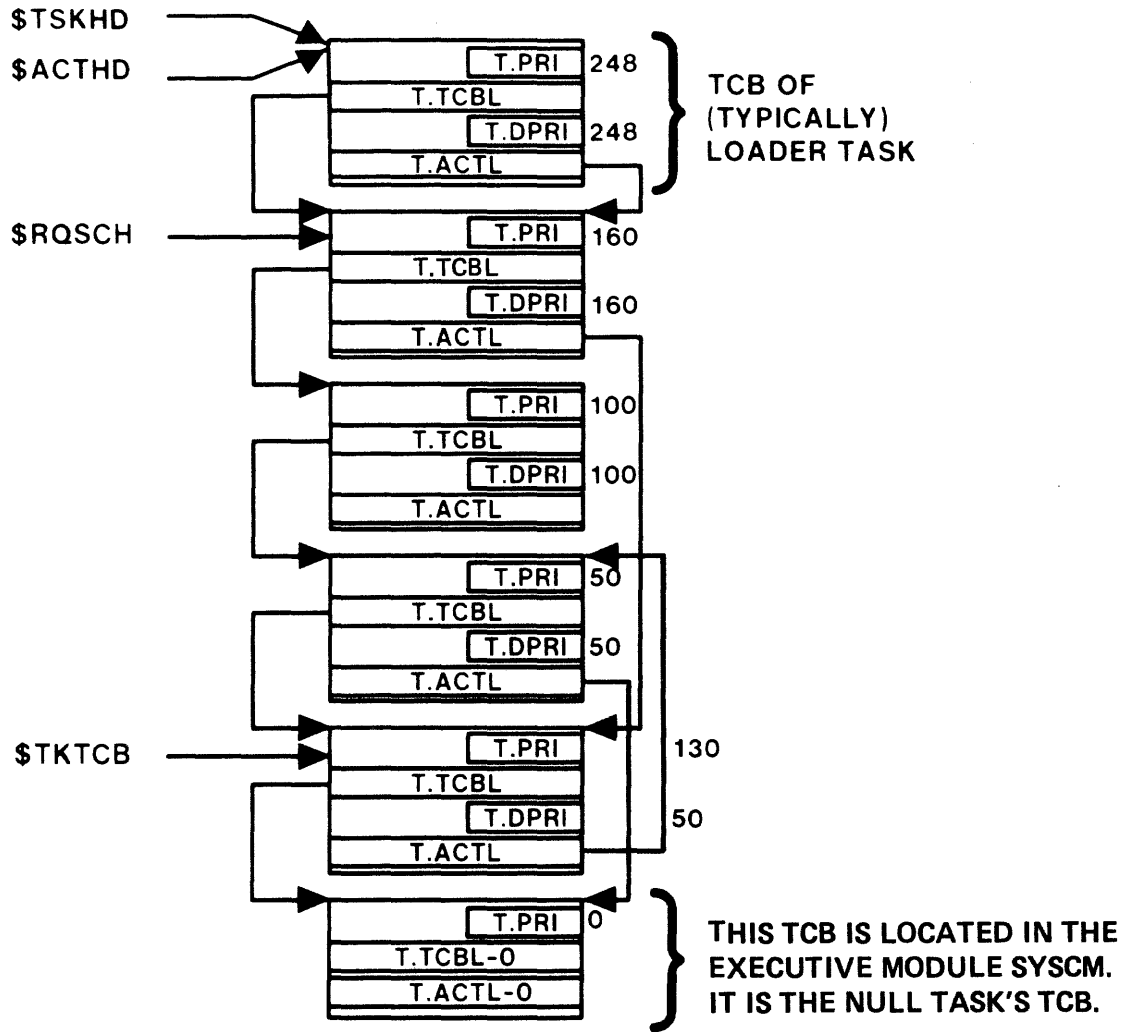 $TSKHD
$ACTHD
T.PRI 248
T.TCBL
T.DPRI 248
T.ACTL
TCB OF
(TYPICALLY)
LOADER TASK
$RQSCH
T.PRI 160
T.TCBL
T.DPRI 160
T.ACTL
T.PRI 100
T.TCBL
T.DPRI 100
T.ACTL
T.PRI 50
T.TCBL
T.DPRI 50
T.ACTL
$TKTCB
T.PRI 130
T.TCBL
T.DPRI 50
T.ACTL
T.PRI 0
T.TCBL-0
T.ACTL-0
THIS TCB IS LOCATED IN THE
EXECUTIVE MODULE SYSCM.
IT IS THE NULL TASK'S TCB.